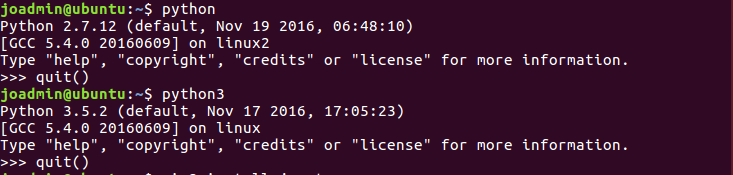 joadmin@ubuntu:~$ python
Python 2.7.12 (default, Nov 19 2016, 06:48:10)
[GCC 5.4.0 20160609] on linux2
Type "help", "copyright", "credits" or "license" for more information.
>>> quit()
joadmin@ubuntu:~$ python3
Python 3.5.2 (default, Nov 17 2016, 17:05:23)
[GCC 5.4.0 20160609] on linux
Type "help", "copyright", "credits" or "license" for more information.
>>> quit()